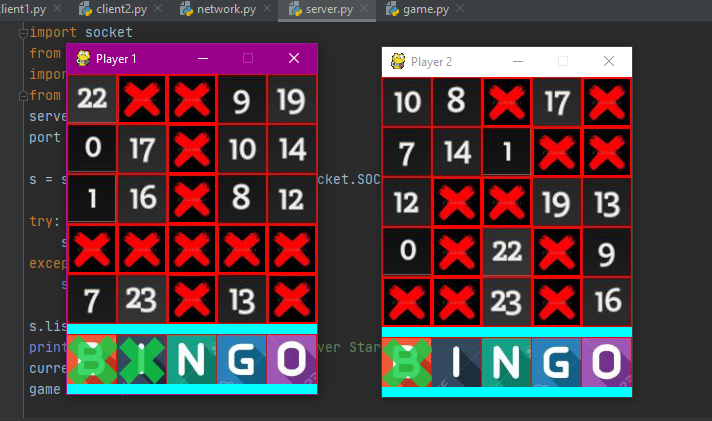 client1.py client2.py network.py server.py game.py
import socket
from
Player 1
Player 2
impor
from
serve
port
s = s cket.SOC
try:
s
excep
s
s.lis
print ver Star
curre
game
22 9 19
0 17 10 14
1 16 8 12
7 23 13
B I N G O
10 8 17
7 14 1
12 19 13
0 22 9
23 16
B I N G O